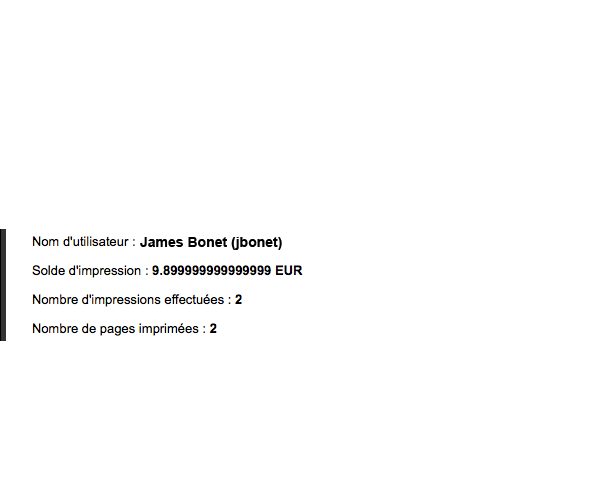 Nom d'utilisateur : James Bonet (jbonet)
Solde d'impression : 9.899999999999999 EUR
Nombre d'impressions effectuées : 2
Nombre de pages imprimées : 2